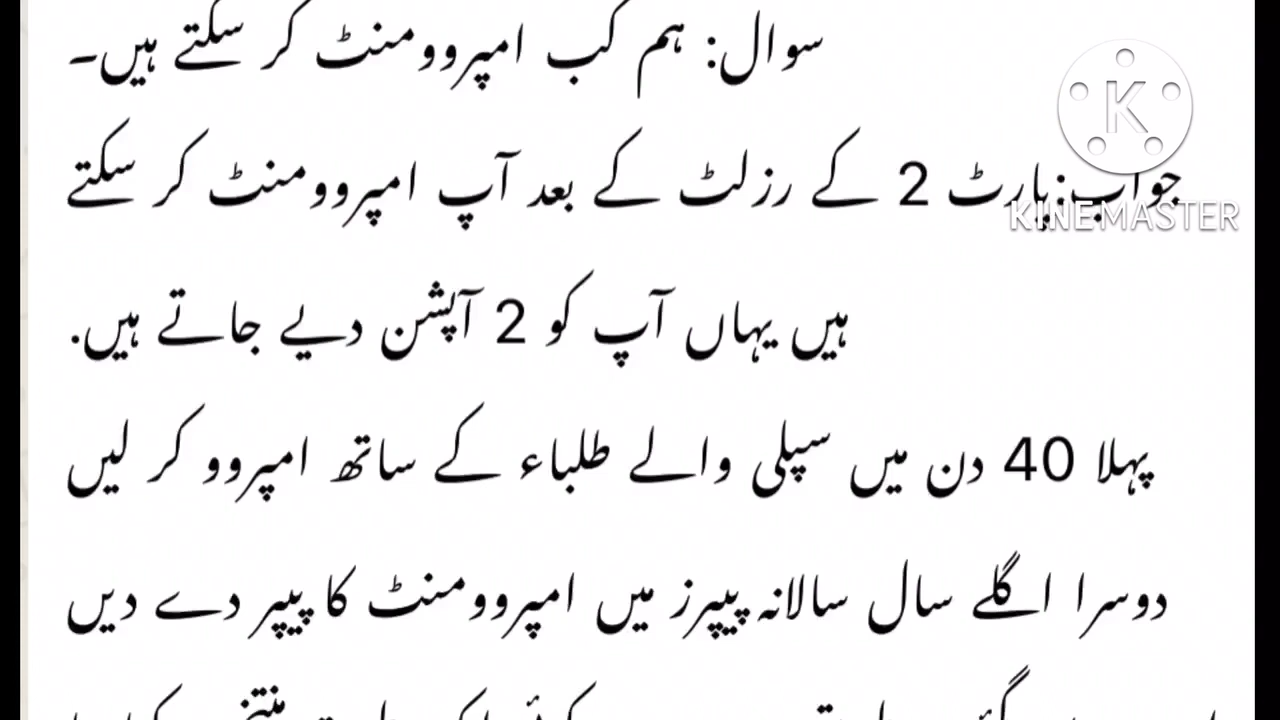 سوال: ہم کب امپروومنٹ کر سکتے ہیں۔
جواب:پارٹ 2 کے رزلٹ کے بعد آپ امپروومنٹ کر سکتے
ہیں یہاں آپ کو 2 آپشن دیے جاتے ہیں.
پہلا 40 دن میں سپلی والے طلباء کے ساتھ امپروو کر لیں
دوسرا اگلے سال سالانہ پیپرز میں امپروومنٹ کا پیپر دے دیں
K
KINEMASTER